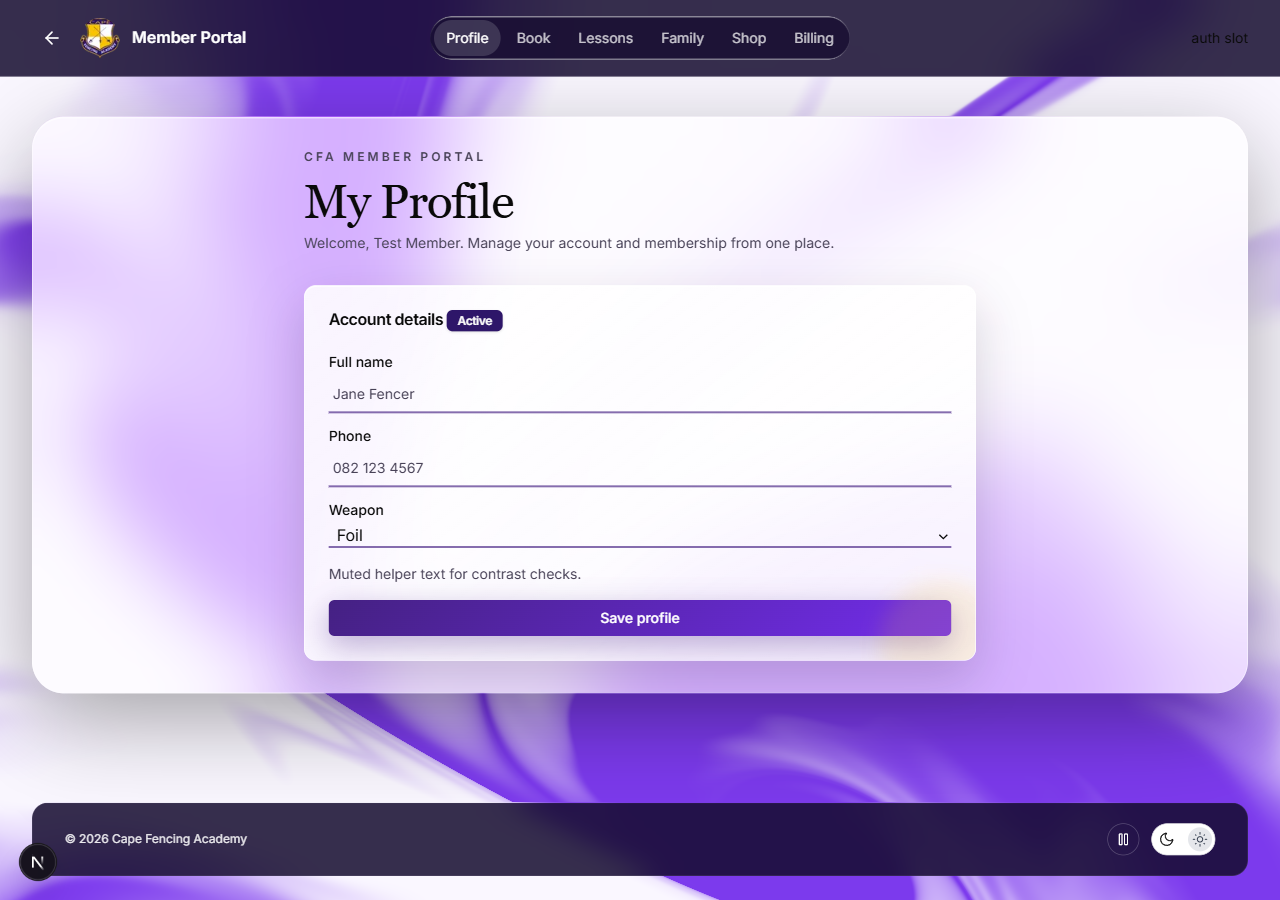 CAPE
Member Portal
Profile
Book
Lessons
Family
Shop
Billing
auth slot
CFA MEMBER PORTAL
My Profile
Welcome, Test Member. Manage your account and membership from one place.
Account details Active
Full name
Jane Fencer
Phone
082 123 4567
Weapon
Foil
Muted helper text for contrast checks.
Save profile
© 2026 Cape Fencing Academy
N